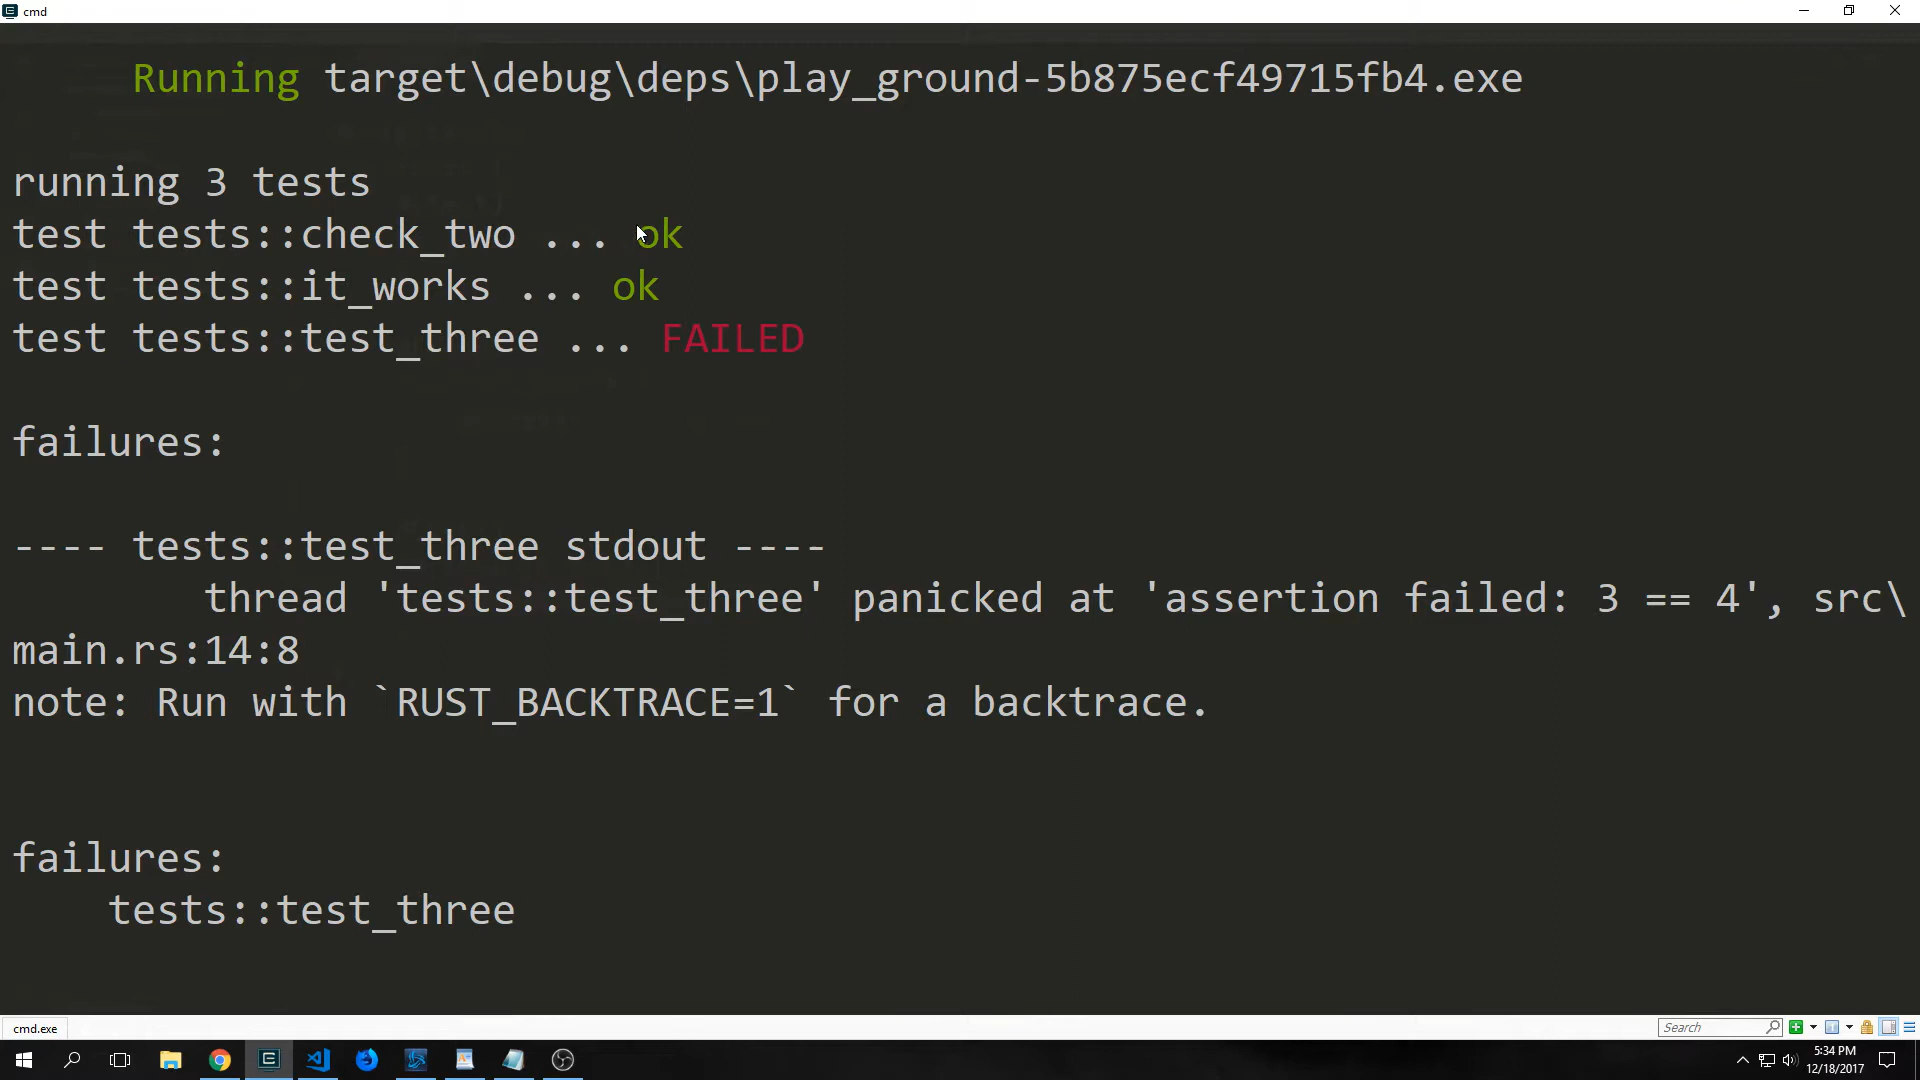 cmd
Running target\debug\deps\play_ground-5b875ecf49715fb4.exe
running 3 tests
test tests::check_two ... ok
test tests::it_works ... ok
test tests::test_three ... FAILED
failures:
---- tests::test_three stdout ----
thread 'tests::test_three' panicked at 'assertion failed: 3 == 4', src\
main.rs:14:8
note: Run with `RUST_BACKTRACE=1` for a backtrace.
failures:
tests::test_three
cmd.exe
Search
5:34 PM
12/18/2017